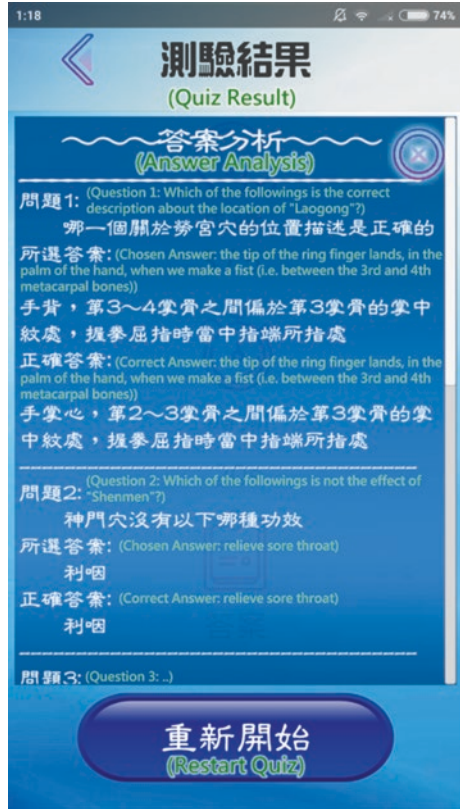 1:18 74%
測驗結果
(Quiz Result)
答案分析
(Answer Analysis)
問題1: (Question 1: Which of the followings is the correct
description about the location of "Laogong"?)
哪一個關於勞宮穴的位置描述是正確的
所選答案: (Chosen Answer: the tip of the ring finger lands, in the
palm of the hand, when we make a fist (i.e. between the 3rd and 4th
metacarpal bones))
手背，第3～4掌骨之間偏於第3掌骨的掌中
紋處，握拳屈指時當中指端所指處
正確答案: (Correct Answer: the tip of the ring finger lands, in the
palm of the hand, when we make a fist (i.e. between the 3rd and 4th
metacarpal bones))
手掌心，第2～3掌骨之間偏於第3掌骨的掌
中紋處，握拳屈指時當中指端所指處
問題2: (Question 2: Which of the followings is not the effect of
"Shenmen"?)
神門穴沒有以下哪種功效
所選答案: (Chosen Answer: relieve sore throat)
利咽
正確答案: (Correct Answer: relieve sore throat)
利咽
問題3: (Question 3: ..)
重新開始
(Restart Quiz)